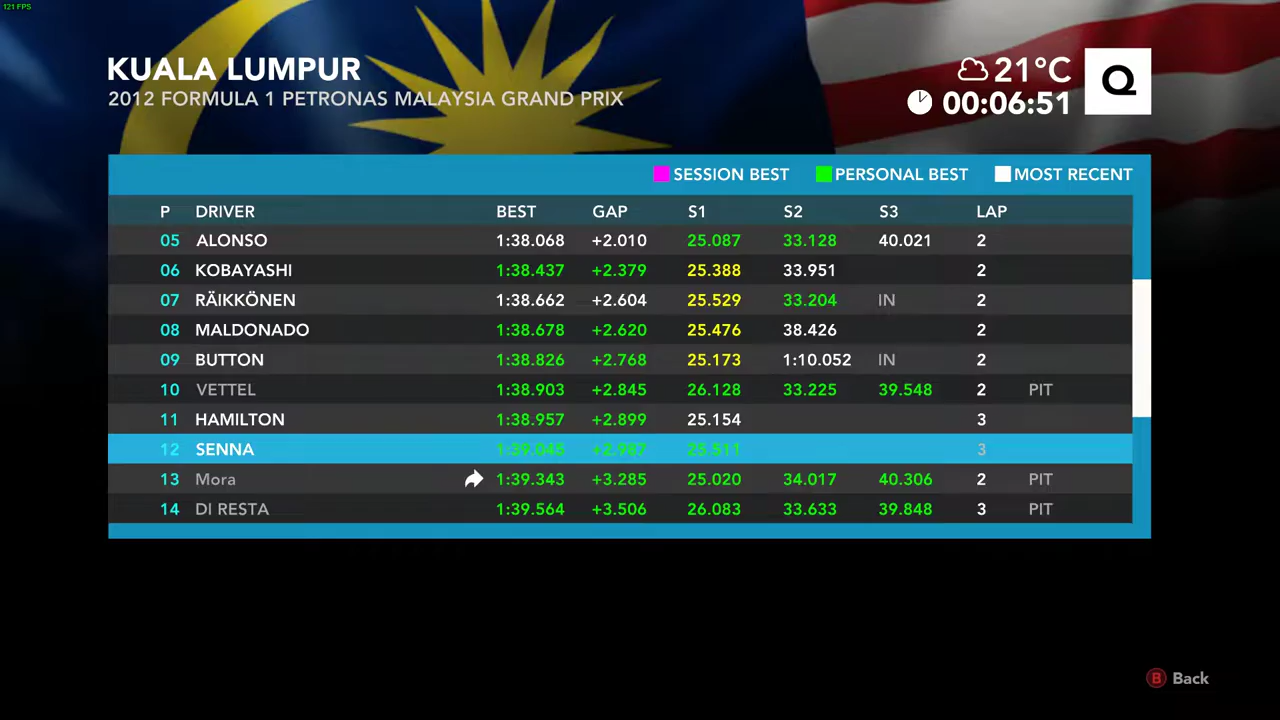 121 FPS
KUALA LUMPUR
2012 FORMULA 1 PETRONAS MALAYSIA GRAND PRIX
21°C
00:06:51
Q
SESSION BEST PERSONAL BEST MOST RECENT
P DRIVER BEST GAP S1 S2 S3 LAP
05 ALONSO 1:38.068 +2.010 25.087 33.128 40.021 2
06 KOBAYASHI 1:38.437 +2.379 25.388 33.951 2
07 RÄIKKÖNEN 1:38.662 +2.604 25.529 33.204 IN 2
08 MALDONADO 1:38.678 +2.620 25.476 38.426 2
09 BUTTON 1:38.826 +2.768 25.173 1:10.052 IN 2
10 VETTEL 1:38.903 +2.845 26.128 33.225 39.548 2 PIT
11 HAMILTON 1:38.957 +2.899 25.154 3
12 SENNA 1:39.045 +2.987 25.511 3
13 Mora 1:39.343 +3.285 25.020 34.017 40.306 2 PIT
14 DI RESTA 1:39.564 +3.506 26.083 33.633 39.848 3 PIT
B Back